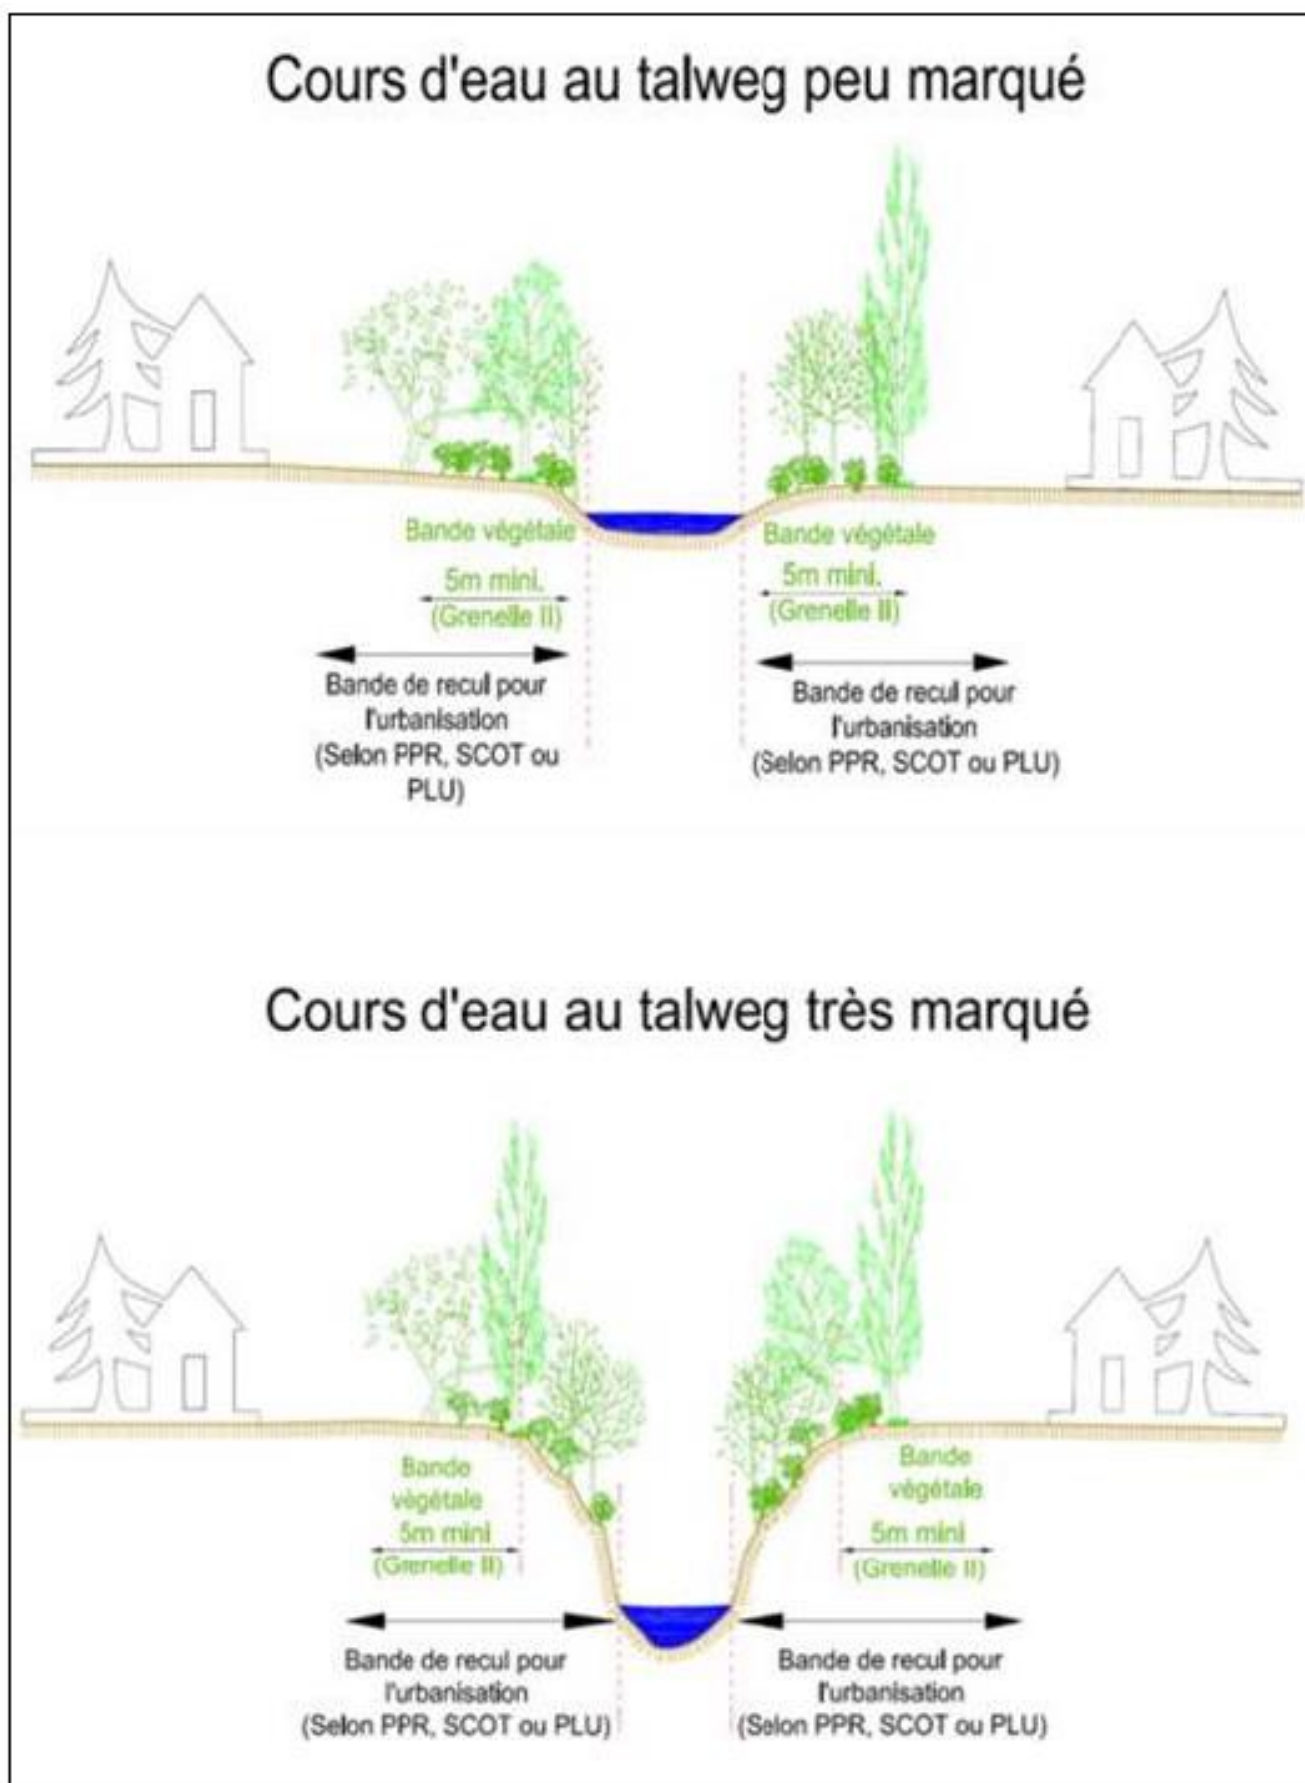 Cours d'eau au talweg peu marqué
Bande végétale
5m mini.
(Grenelle II)
Bande végétale
5m mini.
(Grenelle II)
Bande de recul pour
l'urbanisation
(Selon PPR, SCOT ou
PLU)
Bande de recul pour
l'urbanisation
(Selon PPR, SCOT ou PLU)
Cours d'eau au talweg très marqué
Bande
végétale
5m mini
(Grenelle II)
Bande
végétale
5m mini
(Grenelle II)
Bande de recul pour
l'urbanisation
(Selon PPR, SCOT ou PLU)
Bande de recul pour
l'urbanisation
(Selon PPR, SCOT ou PLU)